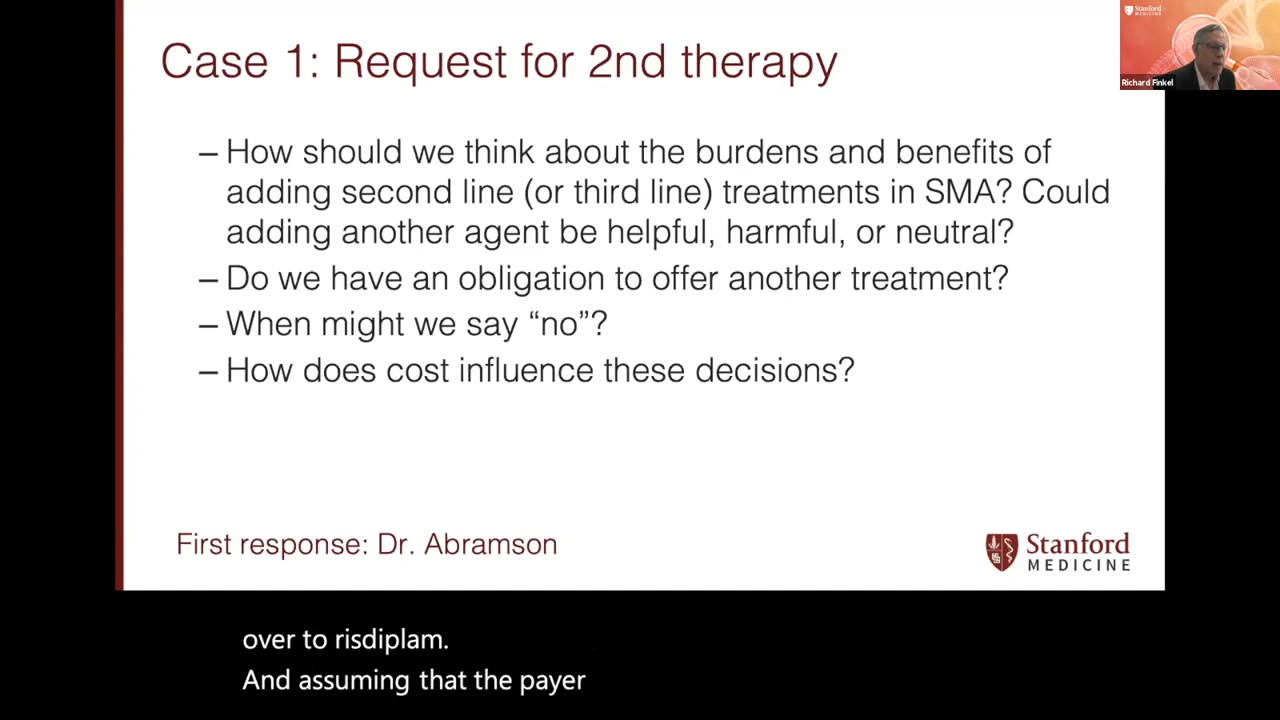 Case 1: Request for 2nd therapy
– How should we think about the burdens and benefits of
adding second line (or third line) treatments in SMA? Could
adding another agent be helpful, harmful, or neutral?
– Do we have an obligation to offer another treatment?
– When might we say “no”?
– How does cost influence these decisions?
First response: Dr. Abramson
Stanford
MEDICINE
Stanford
MEDICINE
Richard Finkel
over to risdiplam.
And assuming that the payer